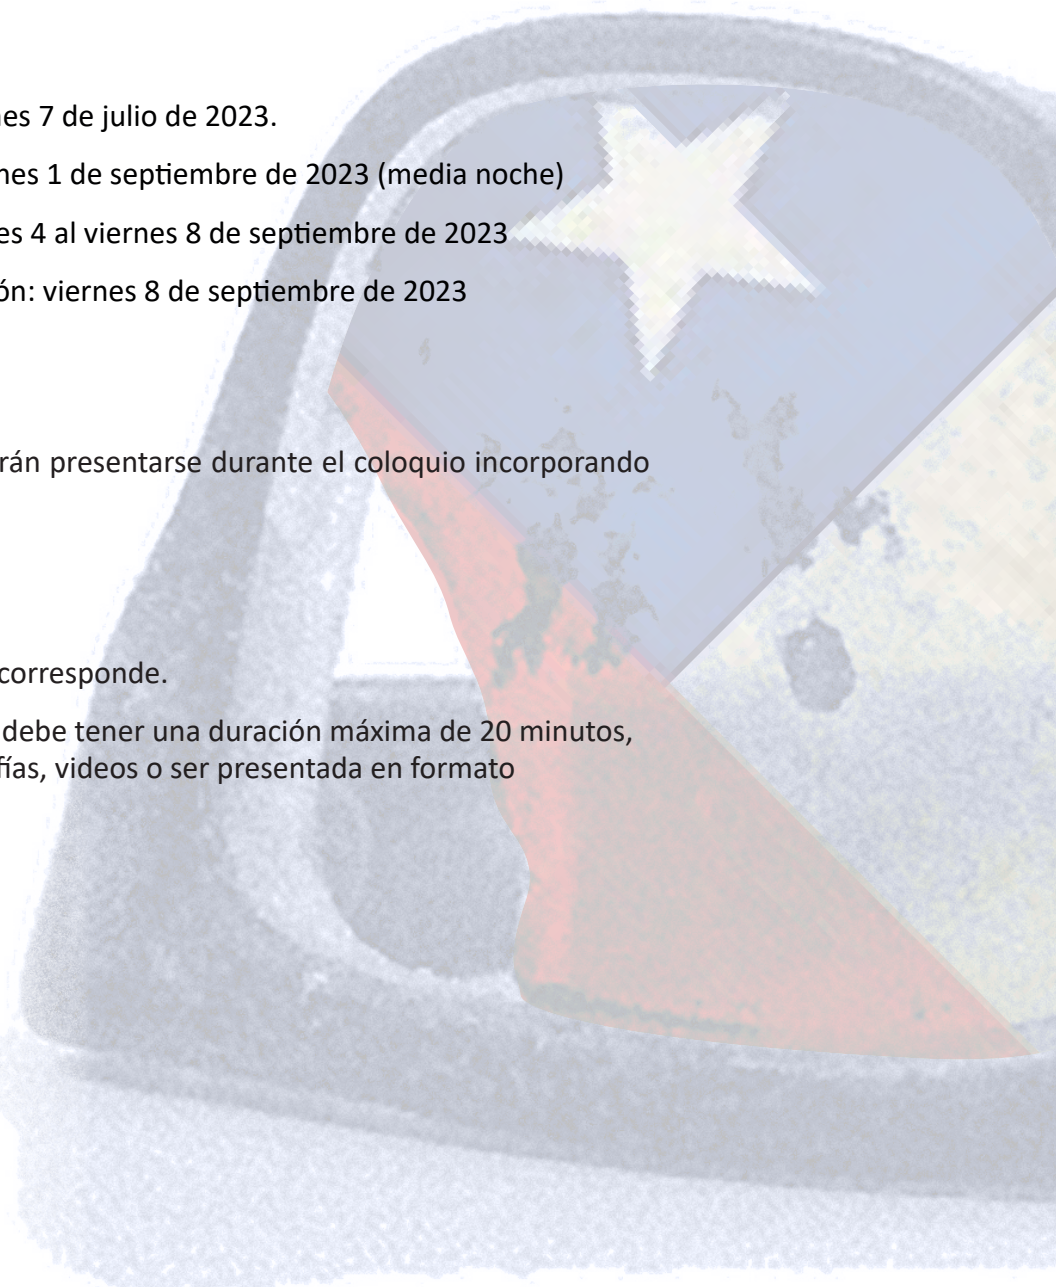 nes 7 de julio de 2023.
nes 1 de septiembre de 2023 (media noche)
es 4 al viernes 8 de septiembre de 2023
ón: viernes 8 de septiembre de 2023
rán presentarse durante el coloquio incorporando
corresponde.
debe tener una duración máxima de 20 minutos,
fías, videos o ser presentada en formato